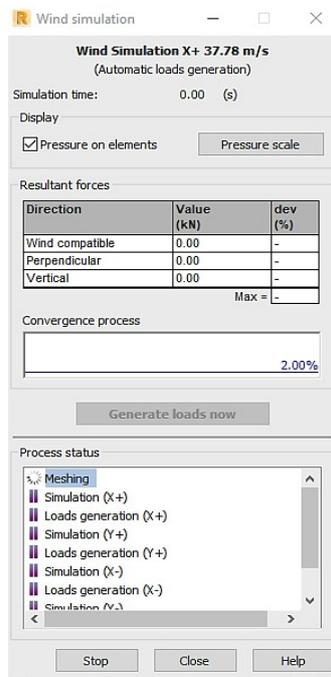 R Wind simulation
Wind Simulation X+ 37.78 m/s
(Automatic loads generation)
Simulation time: 0.00 (s)
Display
Pressure on elements Pressure scale
Resultant forces
Direction Value (kN) dev (%)
Wind compatible 0.00 -
Perpendicular 0.00 -
Vertical 0.00 -
Max = -
Convergence process
2.00%
Generate loads now
Process status
Meshing
Simulation (X+)
Loads generation (X+)
Simulation (Y+)
Loads generation (Y+)
Simulation (X-)
Loads generation (X-)
Simulation (Y-)
Stop Close Help